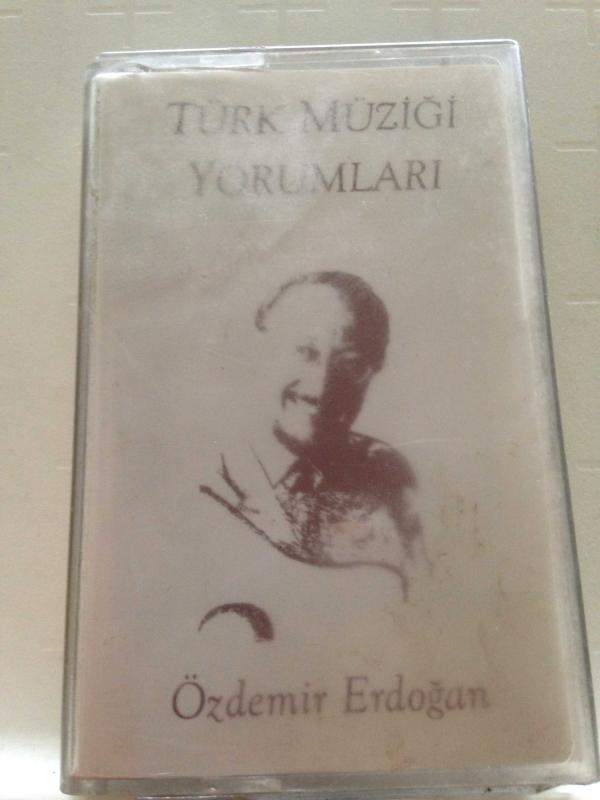 TÜRK MÜZİĞİ
YORUMLARI
Özdemir Erdoğan